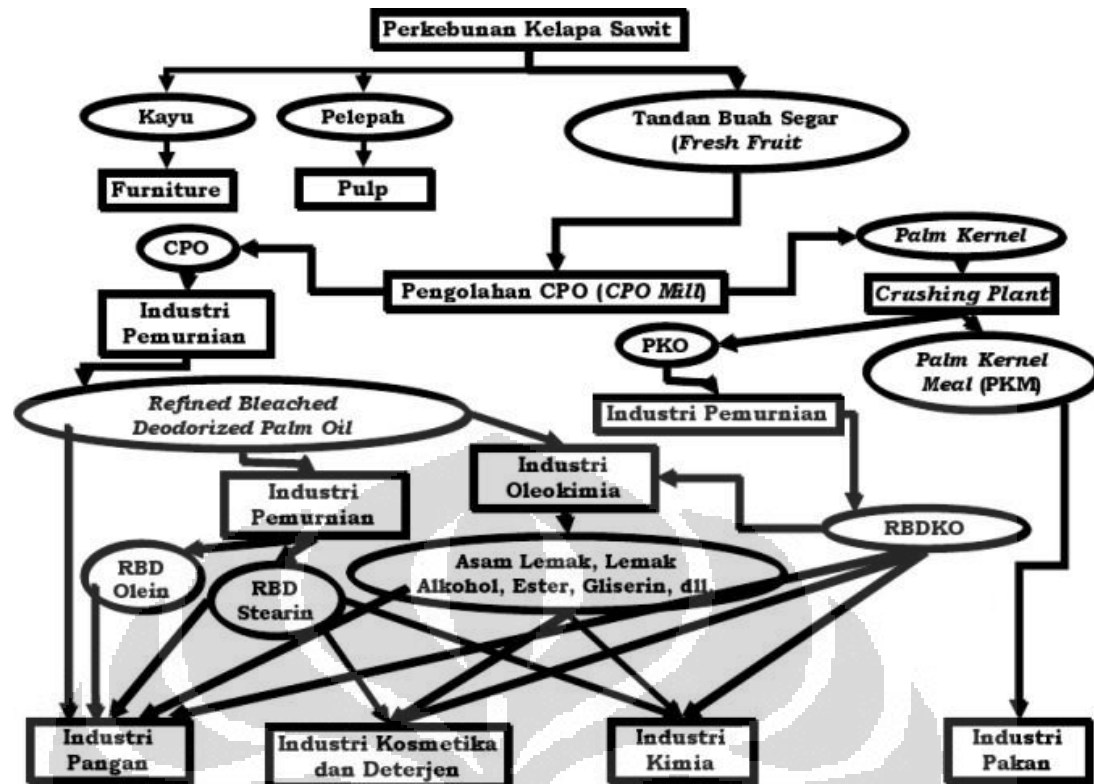 Perkebunan Kelapa Sawit
Kayu
Pelepah
Tandan Buah Segar
(Fresh Fruit
Furniture
Pulp
CPO
Palm Kernel
Pengolahan CPO (CPO Mill)
Crushing Plant
Industri
Pemurnian
PKO
Palm Kernel
Meal (PKM)
Refined Bleached
Deodorized Palm Oil
Industri Pemurnian
Industri
Oleokimia
Industri
Pemurnian
RBDKO
RBD
Olein
RBD
Stearin
Asam Lemak, Lemak
Alkohol, Ester, Gliserin, dll.
Industri
Pangan
Industri Kosmetika
dan Deterjen
Industri
Kimia
Industri
Pakan